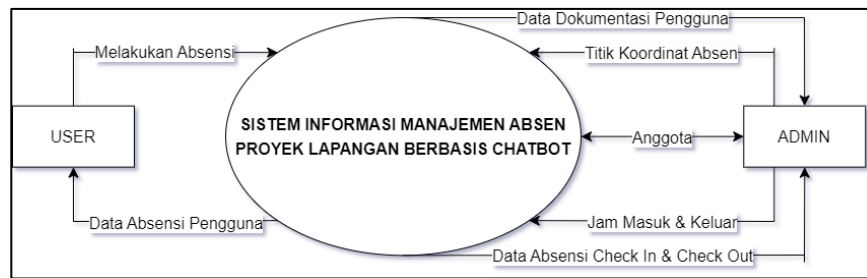 Data Dokumentasi Pengguna
Melakukan Absensi
Titik Koordinat Absen
USER
SISTEM INFORMASI MANAJEMEN ABSEN
PROYEK LAPANGAN BERBASIS CHATBOT
Anggota
ADMIN
Data Absensi Pengguna
Jam Masuk & Keluar
Data Absensi Check In & Check Out